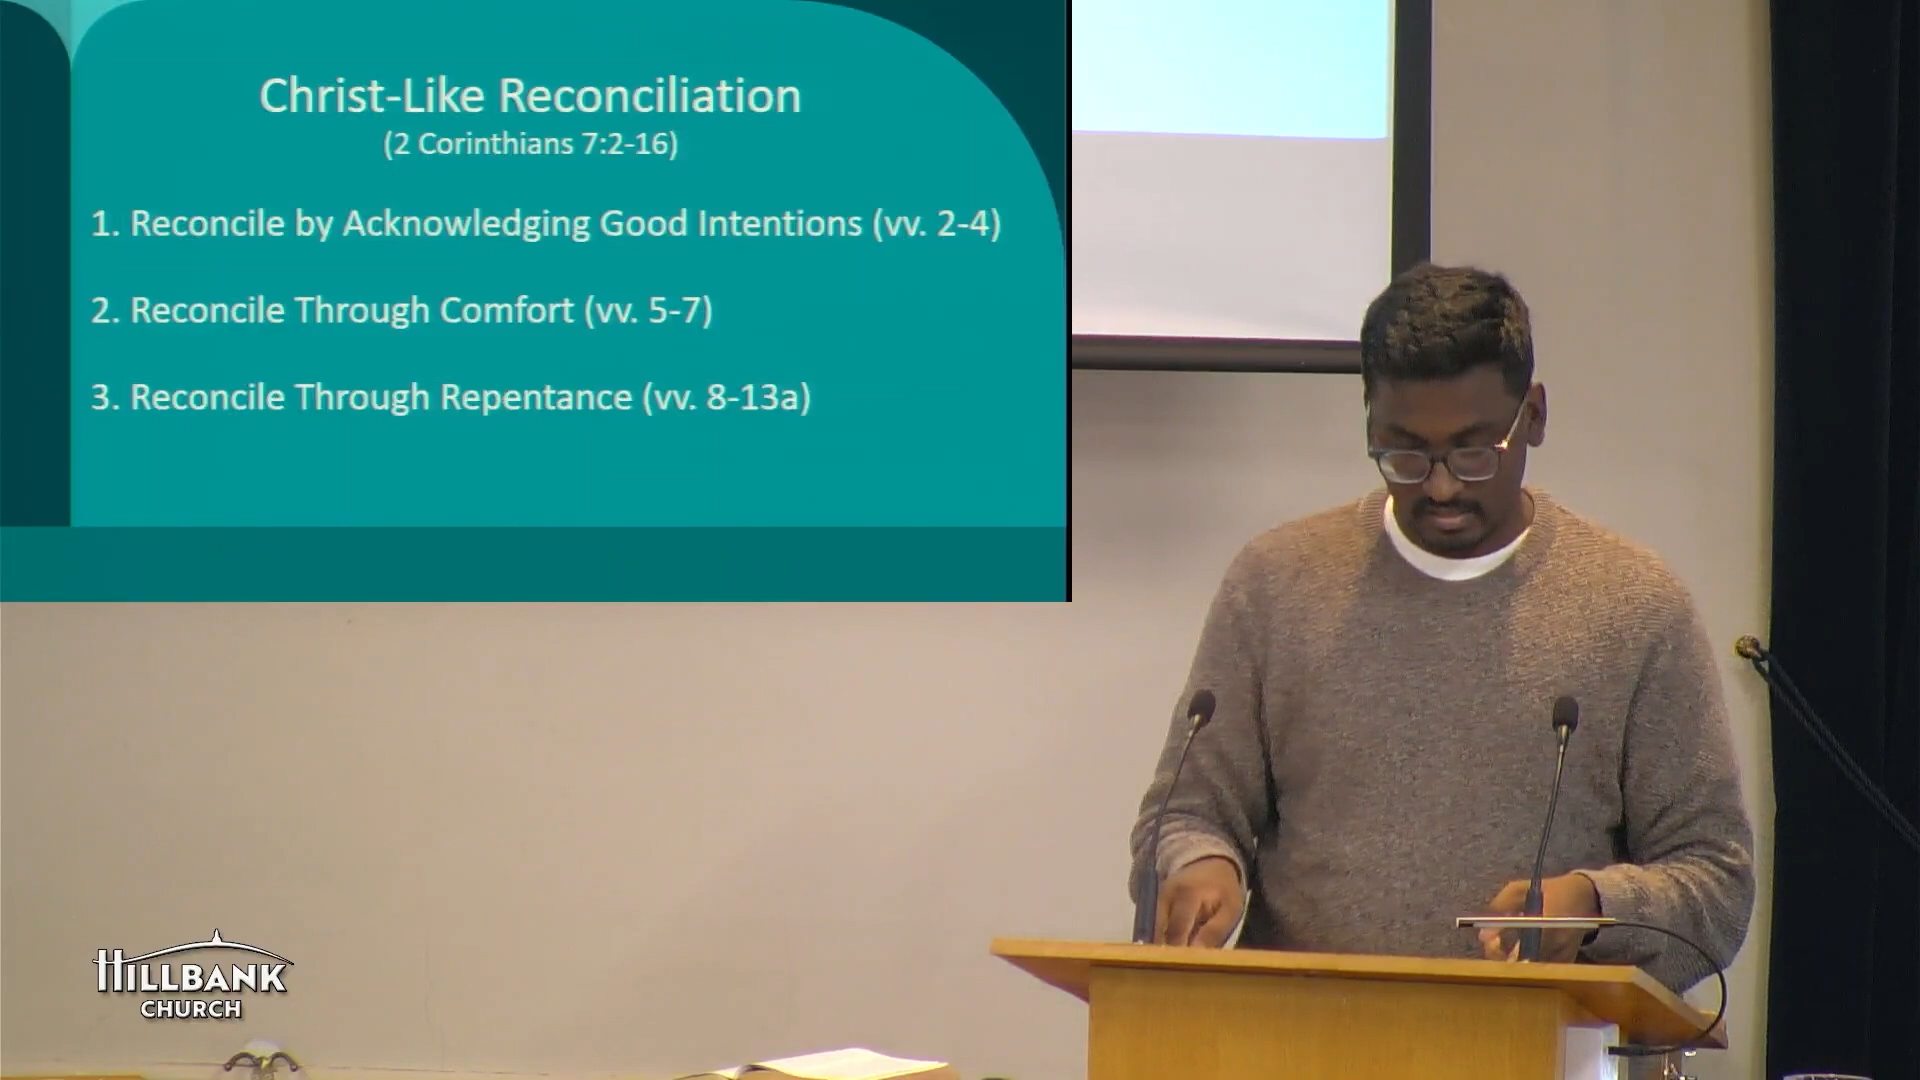 Christ-Like Reconciliation
(2 Corinthians 7:2-16)
1. Reconcile by Acknowledging Good Intentions (vv. 2-4)
2. Reconcile Through Comfort (vv. 5-7)
3. Reconcile Through Repentance (vv. 8-13a)
HILLBANK
CHURCH